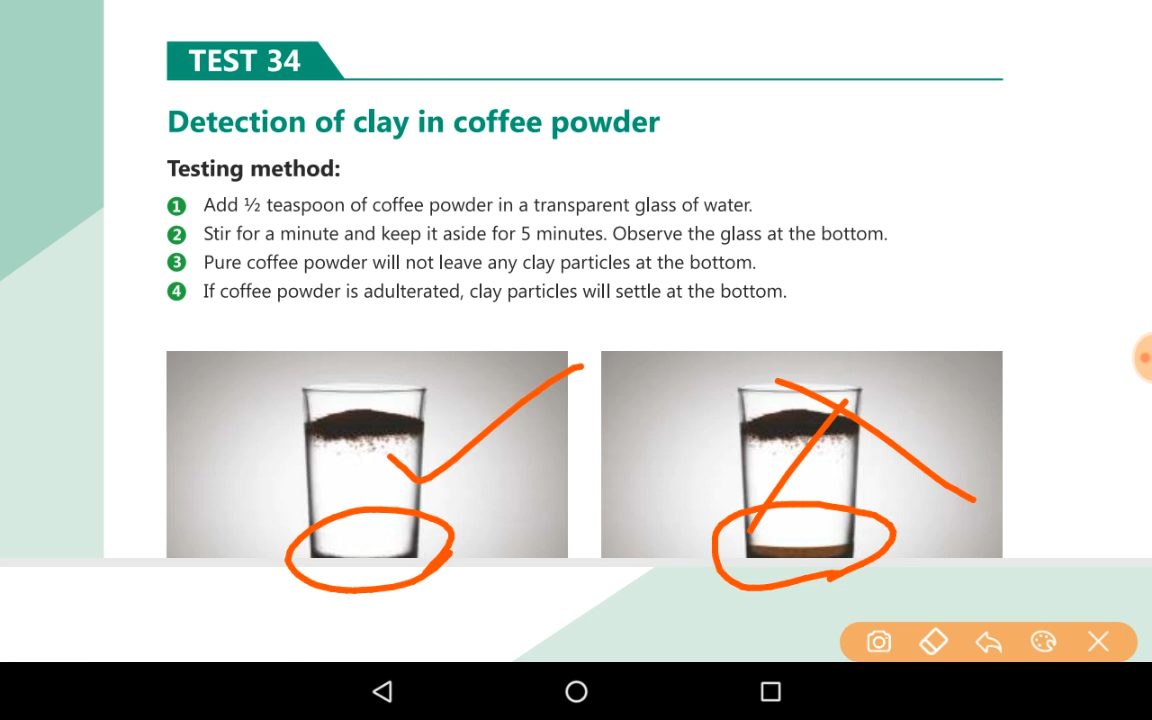 TEST 34
Detection of clay in coffee powder
Testing method:
1 Add ½ teaspoon of coffee powder in a transparent glass of water.
2 Stir for a minute and keep it aside for 5 minutes. Observe the glass at the bottom.
3 Pure coffee powder will not leave any clay particles at the bottom.
4 If coffee powder is adulterated, clay particles will settle at the bottom.